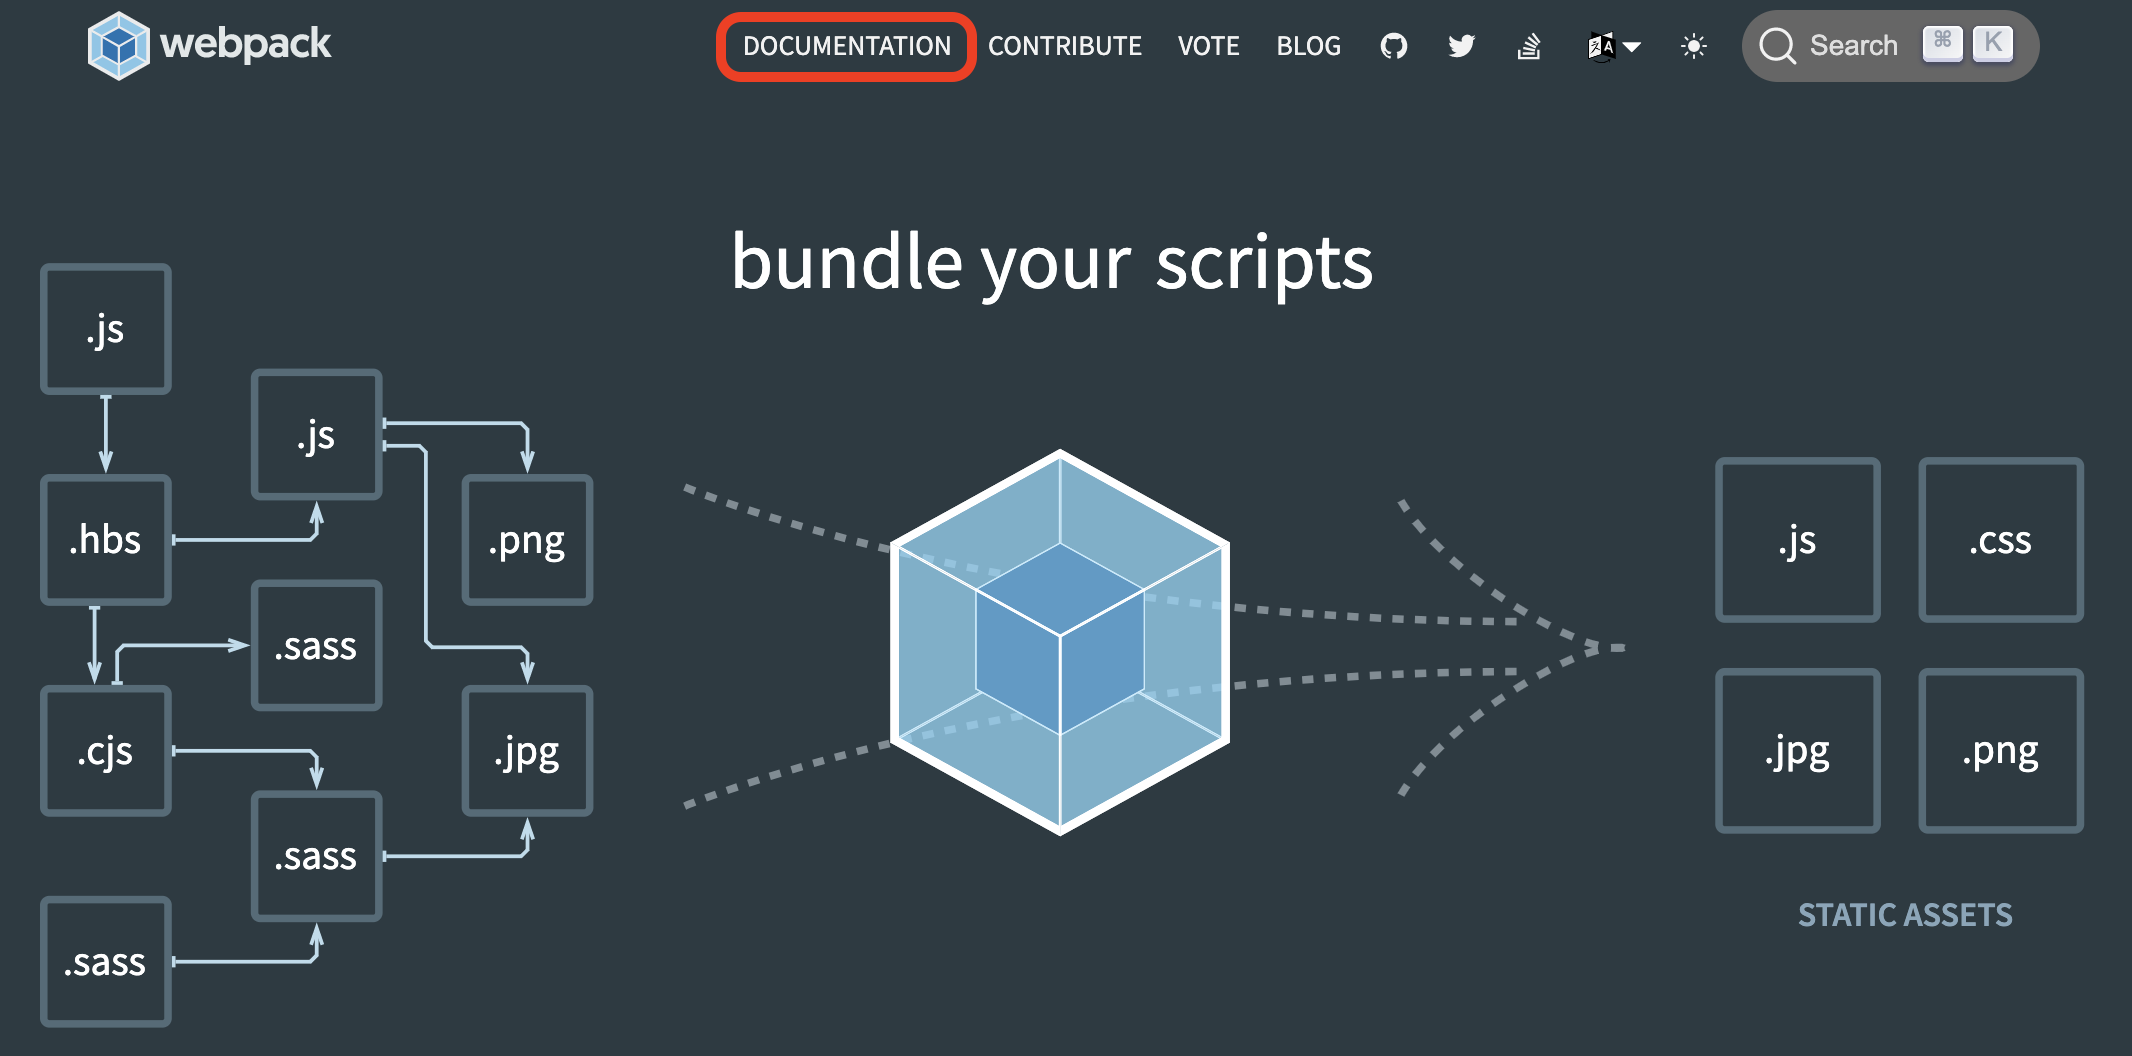 webpack
DOCUMENTATION CONTRIBUTE VOTE BLOG Search ⌘ K
bundle your scripts
.js
.js
.hbs
.png
.sass
.cjs
.jpg
.sass
.sass
.js .css
.jpg .png
STATIC ASSETS